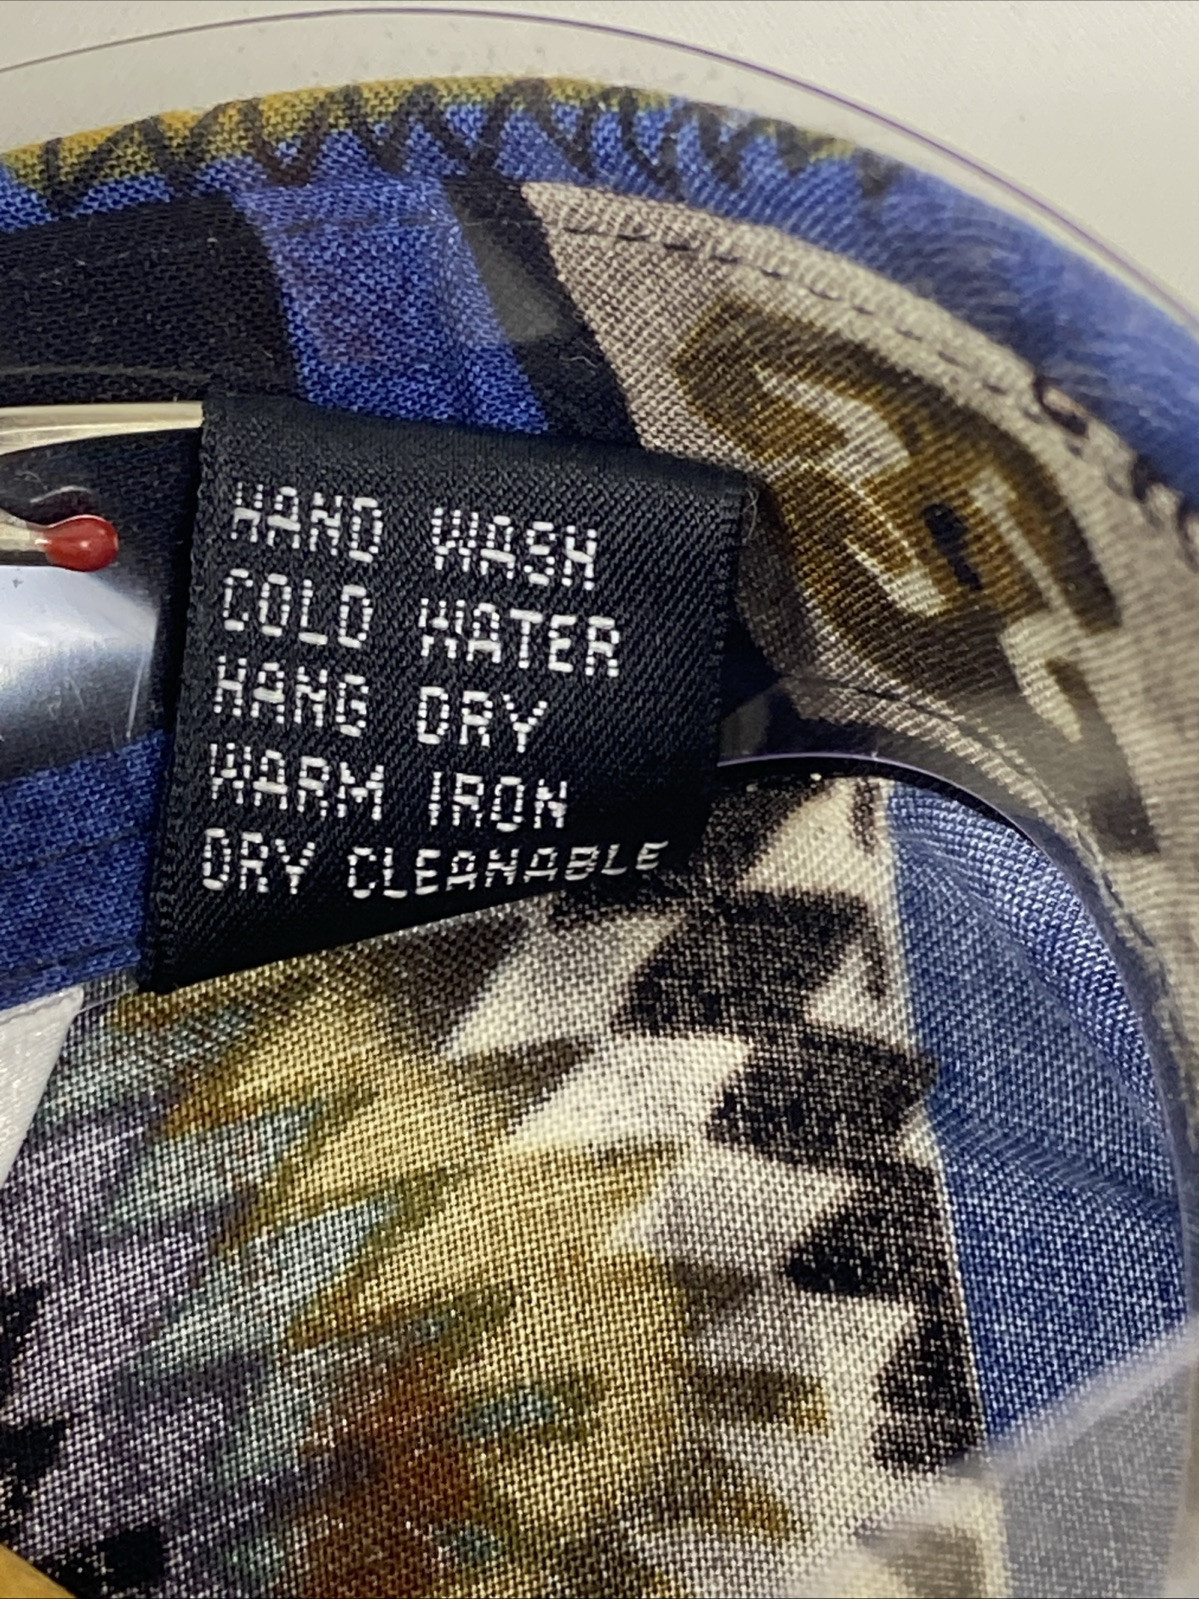 HAND WASH
COLD WATER
HANG DRY
WARM IRON
DRY CLEANABLE